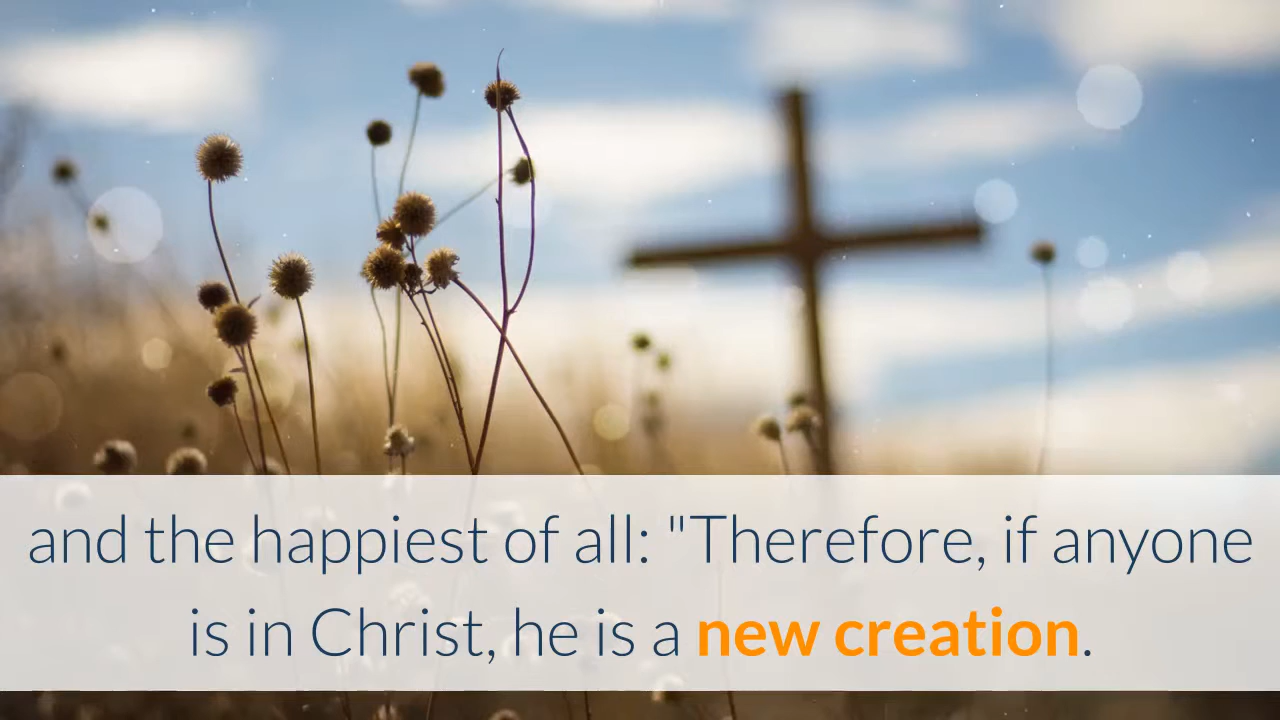 and the happiest of all: "Therefore, if anyone
is in Christ, he is a new creation.